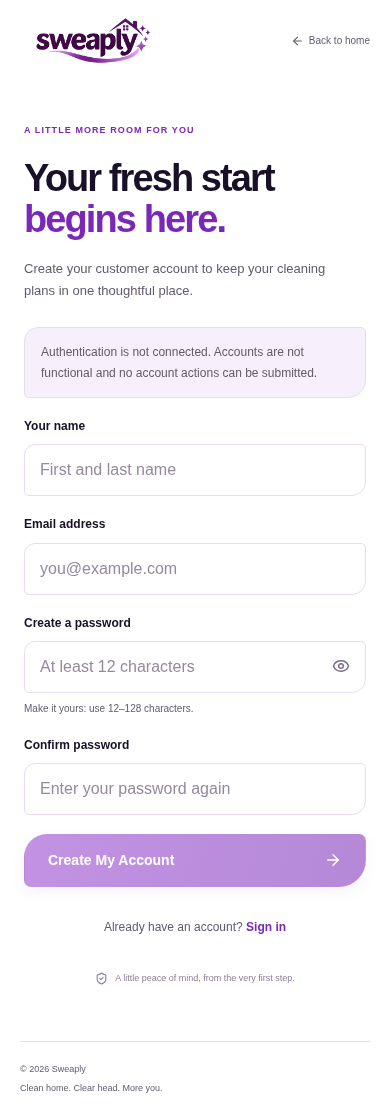 sweaply
Back to home
A LITTLE MORE ROOM FOR YOU
Your fresh start
begins here.
Create your customer account to keep your cleaning
plans in one thoughtful place.
Authentication is not connected. Accounts are not
functional and no account actions can be submitted.
Your name
First and last name
Email address
you@example.com
Create a password
At least 12 characters
Make it yours: use 12–128 characters.
Confirm password
Enter your password again
Create My Account
Already have an account? Sign in
A little peace of mind, from the very first step.
© 2026 Sweaply
Clean home. Clear head. More you.